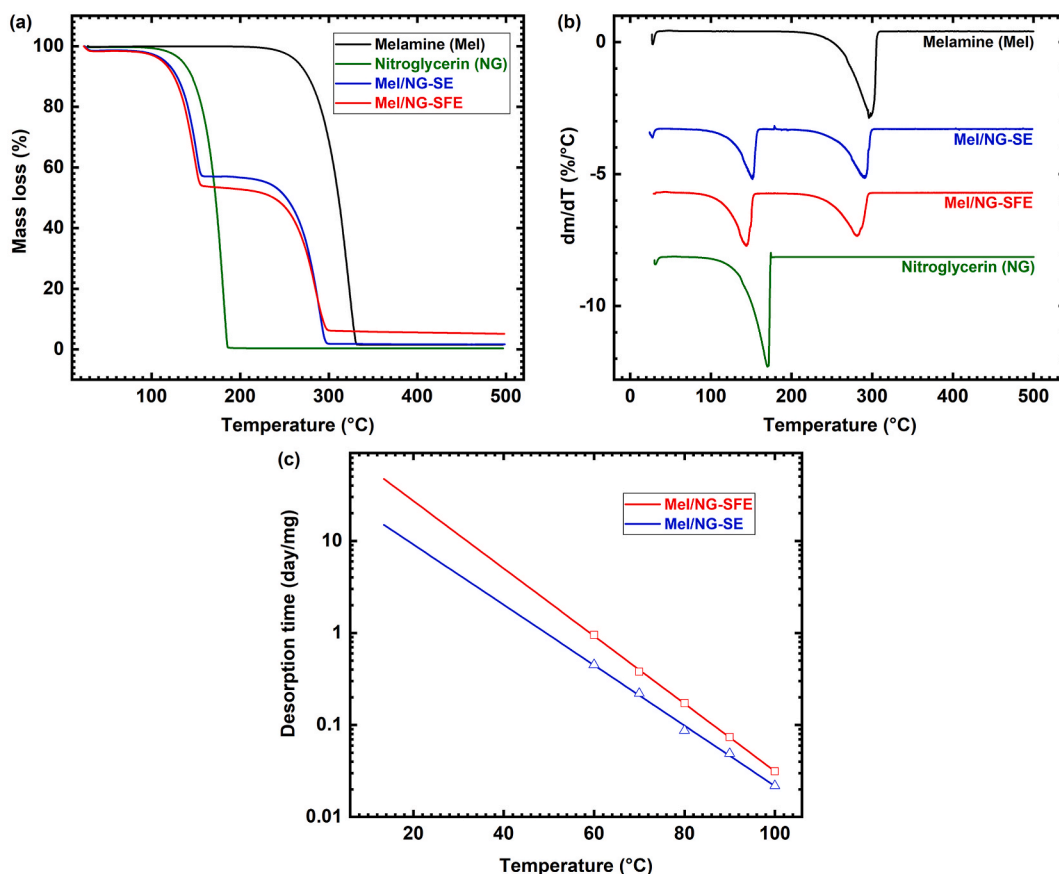 (a)
Melamine (Mel)
Nitroglycerin (NG)
Mel/NG-SE
Mel/NG-SFE
Mass loss (%)
100
80
60
40
20
0
100 200 300 400 500
Temperature (°C)
(b)
Melamine (Mel)
Mel/NG-SE
Mel/NG-SFE
Nitroglycerin (NG)
dm/dT (%/°C)
0
-5
-10
0 100 200 300 400 500
Temperature (°C)
(c)
Mel/NG-SFE
Mel/NG-SE
Desorption time (day/mg)
10
1
0.1
0.01
20 40 60 80 100
Temperature (°C)